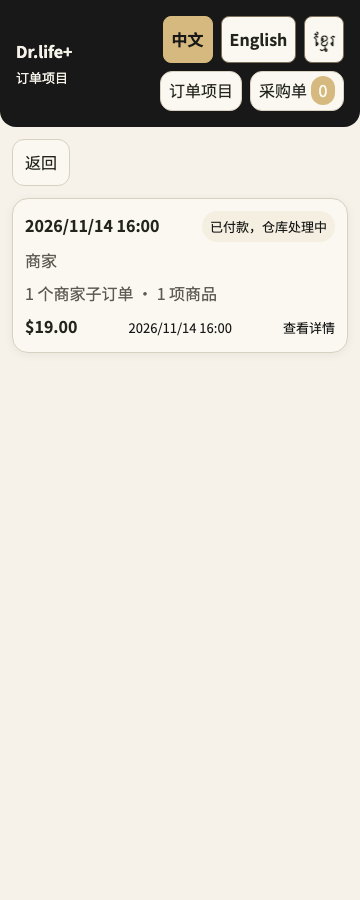 Dr.life+
订单项目
中文 English ខ្មែរ
订单项目 采购单 0
返回
2026/11/14 16:00 已付款，仓库处理中
商家
1 个商家子订单 · 1 项商品
$19.00 2026/11/14 16:00 查看详情